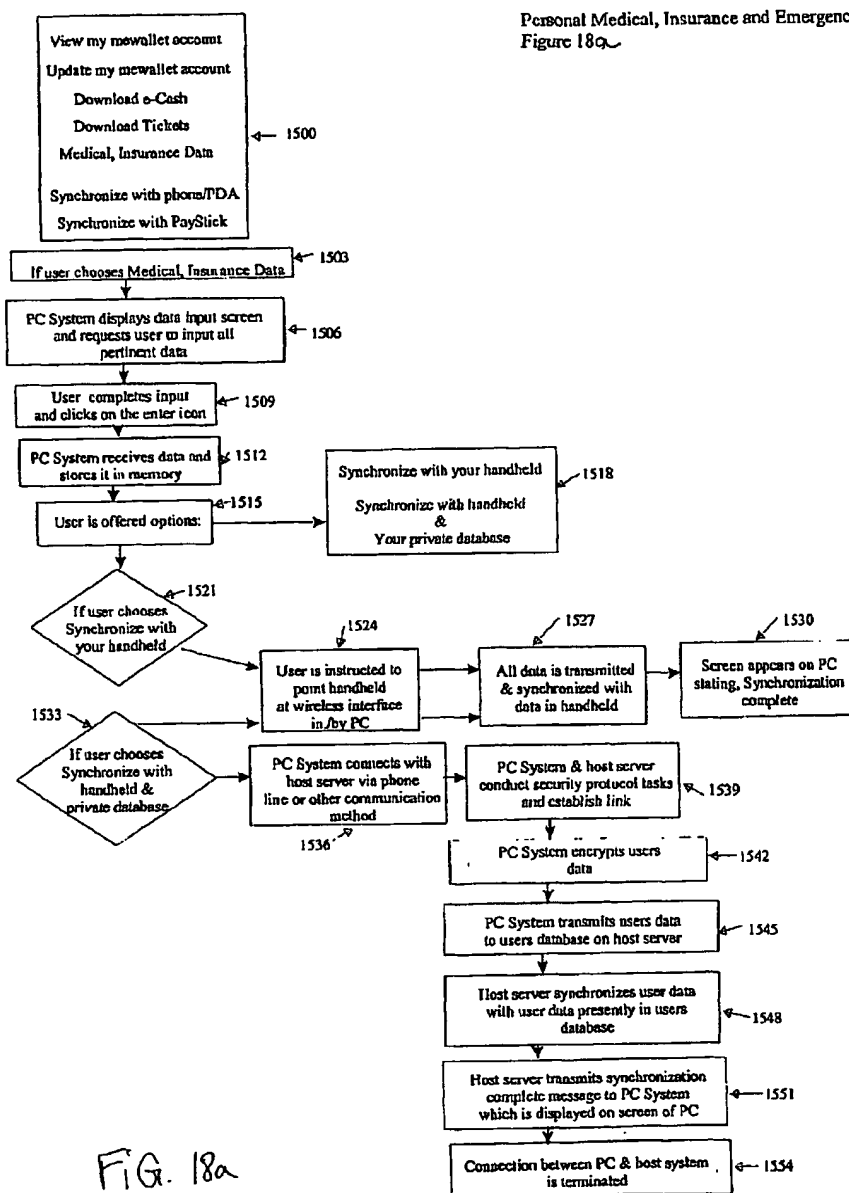 Personal Medical, Insurance and Emergenc
Figure 18a
View my mewallet account
Update my mewallet account
Download e-Cash
Download Tickets
Medical, Insurance Data
Synchronize with phone/PDA
Synchronize with PayStick
1500
1503
If user chooses Medical, Insurance Data
PC System displays data input screen
and requests user to input all
pertinent data
1506
User completes input
and clicks on the enter icon
1509
PC System receives data and
stores it in memory
1512
1515
User is offered options:
Synchronize with your handheld
Synchronize with handheld
&
Your private database
1518
1521
If user chooses
Synchronize with
your handheld
1524
User is instructed to
point handheld
at wireless interface
in/by PC
1527
All data is transmitted
& synchronized with
data in handheld
1530
Screen appears on PC
stating, Synchronization
complete
1533
If user chooses
Synchronize with
handheld &
private database
PC System connects with
host server via phone
line or other communication
method
1536
PC System & host server
conduct security protocol tasks
and establish link
1539
PC System encrypts users
data
1542
PC System transmits users data
to users database on host server
1545
Host server synchronizes user data
with user data presently in users
database
1548
Host server transmits synchronization
complete message to PC System
which is displayed on screen of PC
1551
Connection between PC & host system
is terminated
1554
FIG. 18a